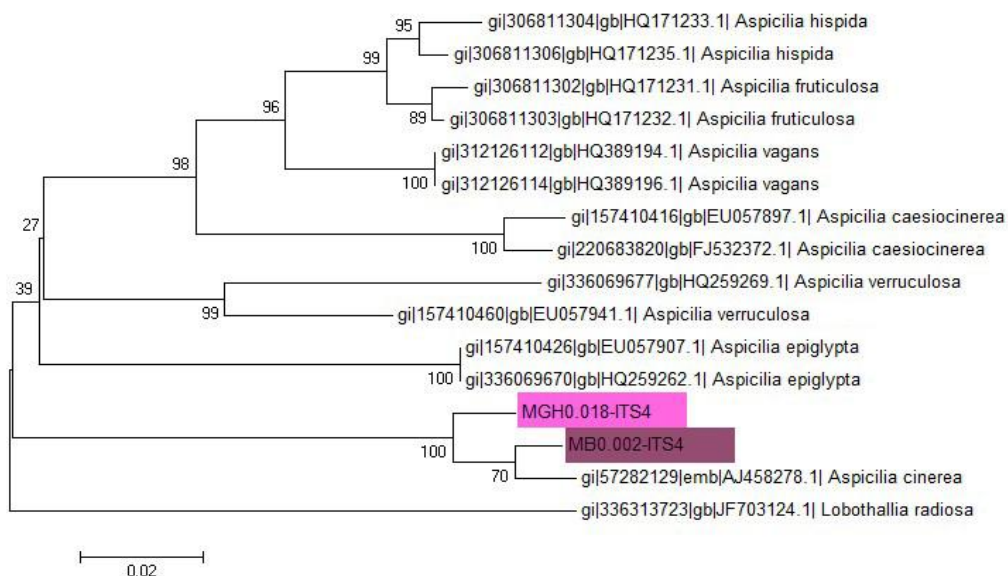 95
gi|306811304|gb|HQ171233.1| Aspicilia hispida
99
gi|306811306|gb|HQ171235.1| Aspicilia hispida
gi|306811302|gb|HQ171231.1| Aspicilia fruticulosa
96
89
gi|306811303|gb|HQ171232.1| Aspicilia fruticulosa
gi|312126112|gb|HQ389194.1| Aspicilia vagans
98
100
gi|312126114|gb|HQ389196.1| Aspicilia vagans
gi|157410416|gb|EU057897.1| Aspicilia caesiocinerea
27
100
gi|220683820|gb|FJ532372.1| Aspicilia caesiocinerea
gi|336069677|gb|HQ259269.1| Aspicilia verruculosa
39
99
gi|157410460|gb|EU057941.1| Aspicilia verruculosa
gi|157410426|gb|EU057907.1| Aspicilia epiglypta
100
gi|336069670|gb|HQ259262.1| Aspicilia epiglypta
MGH0.018-ITS4
100
MB0.002-ITS4
70
gi|57282129|emb|AJ458278.1| Aspicilia cinerea
gi|336313723|gb|JF703124.1| Lobothallia radiosa
0.02